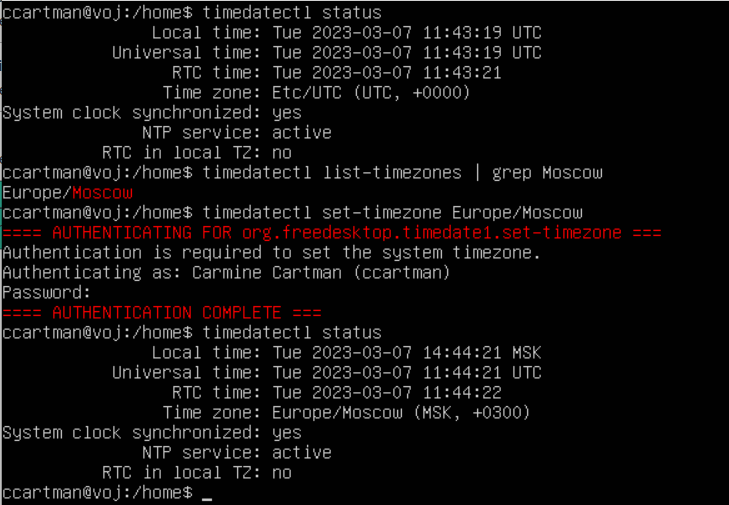 ccartman@voj:/home$ timedatectl status
Local time: Tue 2023-03-07 11:43:19 UTC
Universal time: Tue 2023-03-07 11:43:19 UTC
RTC time: Tue 2023-03-07 11:43:21
Time zone: Etc/UTC (UTC, +0000)
System clock synchronized: yes
NTP service: active
RTC in local TZ: no
ccartman@voj:/home$ timedatectl list-timezones | grep Moscow
Europe/Moscow
ccartman@voj:/home$ timedatectl set-timezone Europe/Moscow
==== AUTHENTICATING FOR org.freedesktop.timedate1.set-timezone ===
Authentication is required to set the system timezone.
Authenticating as: Carmine Cartman (ccartman)
Password:
==== AUTHENTICATION COMPLETE ===
ccartman@voj:/home$ timedatectl status
Local time: Tue 2023-03-07 14:44:21 MSK
Universal time: Tue 2023-03-07 11:44:21 UTC
RTC time: Tue 2023-03-07 11:44:22
Time zone: Europe/Moscow (MSK, +0300)
System clock synchronized: yes
NTP service: active
RTC in local TZ: no
ccartman@voj:/home$ _